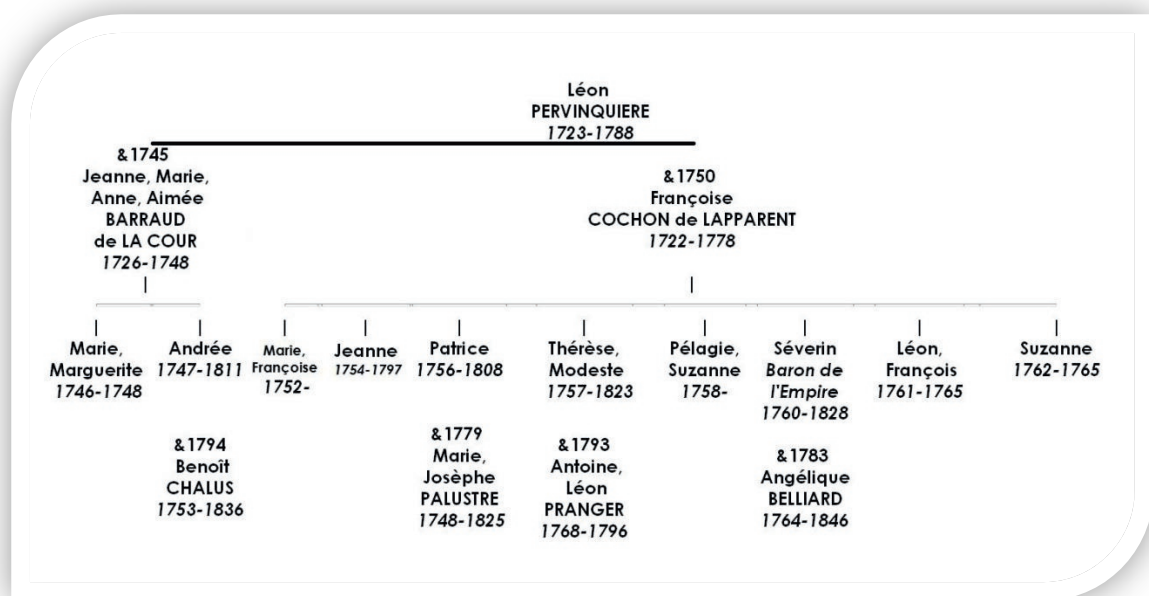 Léon
PERVINQUIERE
1723-1788
&1745
Jeanne, Marie,
Anne, Aimée
BARRAUD
de LA COUR
1726-1748
&1750
Françoise
COCHON de LAPPARENT
1722-1778
Marie,
Marguerite
1746-1748
Andrée
1747-1811
Marie,
Françoise
1752-
Jeanne
1754-1797
Patrice
1756-1808
Thérèse,
Modeste
1757-1823
Pélagie,
Suzanne
1758-
Séverin
Baron de
l'Empire
1760-1828
Léon,
François
1761-1765
Suzanne
1762-1765
&1794
Benoît
CHALUS
1753-1836
&1779
Marie,
Josèphe
PALUSTRE
1748-1825
&1793
Antoine,
Léon
PRANGER
1768-1796
&1783
Angélique
BELLIARD
1764-1846